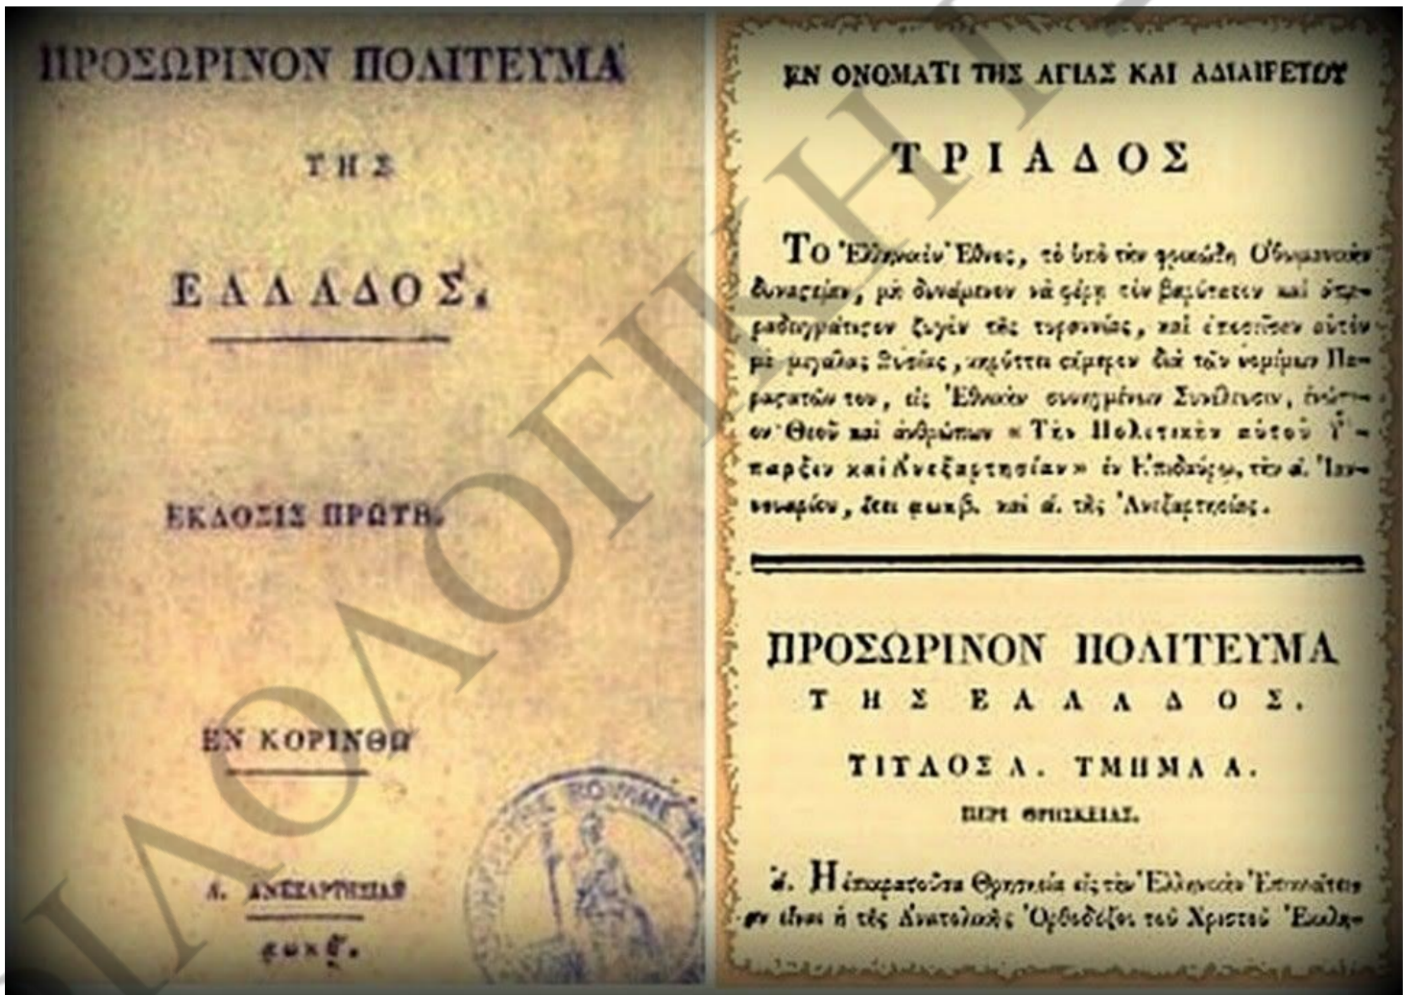 ΠΡΟΣΩΡΙΝΟΝ ΠΟΛΙΤΕΥΜΑ
ΤΗΣ
ΕΛΛΑΔΟΣ.
ΕΚΔΟΣΙΣ ΠΡΩΤΗ.
ΕΝ ΚΟΡΙΝΘΩ
Α. ΑΝΕΞΑΡΤΗΣΙΑΣ
ΕΝ ΟΝΟΜΑΤΙ ΤΗΣ ΑΓΙΑΣ ΚΑΙ ΑΔΙΑΙΡΕΤΟΥ
ΤΡΙΑΔΟΣ
Το Ἑλληνικὸν Ἔθνος, τὸ ὑπὸ τὴν φρικώδη Ὀθωμανικὴν
δυναστείαν, μὴ δυνάμενον νὰ φέρῃ τὸν βαρύτατον καὶ ἀπα-
ραδειγμάτιστον ζυγὸν τῆς τυραννίας, καὶ ἀποσεῖσαν αὐτὸν
μὲ μεγάλας θυσίας, κηρύττει σήμερον διὰ τῶν νομίμων Πα-
ραστατῶν του, εἰς Ἐθνικὴν συνηγμένων Συνέλευσιν, ἐνώπι-
ον Θεοῦ καὶ ἀνθρώπων « Τὴν Πολιτικὴν αὐτοῦ Ὕ-
παρξιν καὶ Ἀνεξαρτησίαν » ἐν Ἐπιδαύρῳ, τὴν α. Ἰαν-
νουαρίου, ἔτει αωκβ. καὶ ά. τῆς Ἀνεξαρτησίας.
ΠΡΟΣΩΡΙΝΟΝ ΠΟΛΙΤΕΥΜΑ
ΤΗΣ ΕΛΛΑΔΟΣ.
ΤΙΤΛΟΣ Α. ΤΜΗΜΑ Α.
ΠΕΡΙ ΘΡΗΣΚΕΙΑΣ.
ά. Η ἐπικρατοῦσα Θρησκεία εἰς τὴν Ἑλληνικὴν Ἐπικράτει-
αν εἶναι ἡ τῆς Ἀνατολικῆς Ὀρθοδόξου τοῦ Χριστοῦ Ἐκκλη-